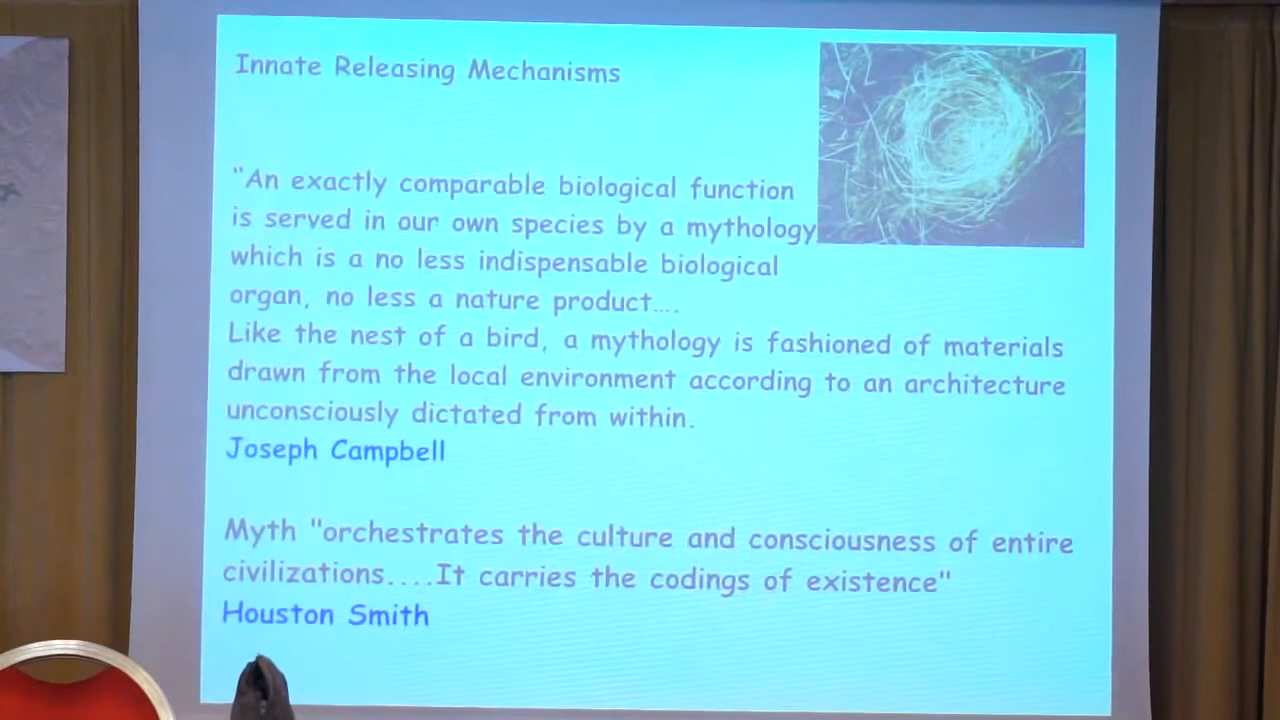 Innate Releasing Mechanisms
“An exactly comparable biological function
is served in our own species by a mythology
which is a no less indispensable biological
organ, no less a nature product….
Like the nest of a bird, a mythology is fashioned of materials
drawn from the local environment according to an architecture
unconsciously dictated from within.
Joseph Campbell
Myth "orchestrates the culture and consciousness of entire
civilizations....It carries the codings of existence"
Houston Smith